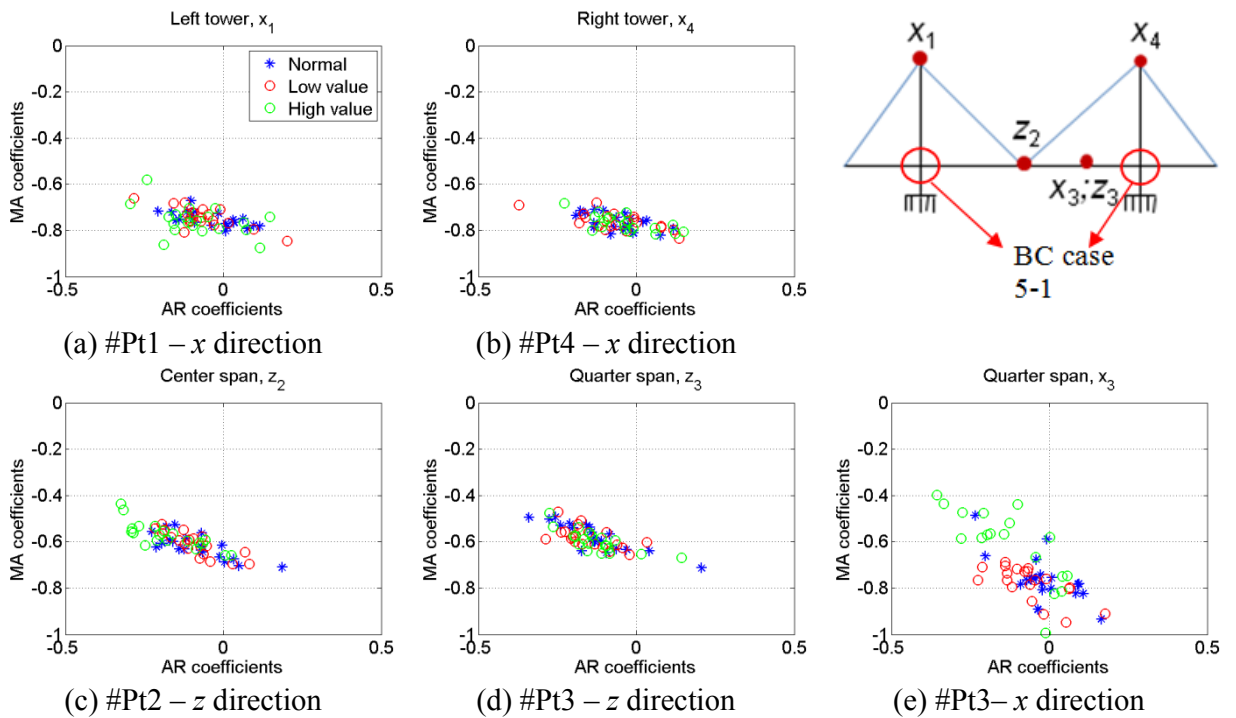 Left tower, x1
0
-0.2
-0.4
-0.6
-0.8
-1
-0.5
0
0.5
MA coefficients
AR coefficients
Normal
Low value
High value
(a) #Pt1 – x direction
Right tower, x4
0
-0.2
-0.4
-0.6
-0.8
-1
-0.5
0
0.5
MA coefficients
AR coefficients
(b) #Pt4 – x direction
x1
x4
z2
x3;z3
BC case
5-1
Center span, z2
0
-0.2
-0.4
-0.6
-0.8
-1
-0.5
0
0.5
MA coefficients
AR coefficients
(c) #Pt2 – z direction
Quarter span, z3
0
-0.2
-0.4
-0.6
-0.8
-1
-0.5
0
0.5
MA coefficients
AR coefficients
(d) #Pt3 – z direction
Quarter span, x3
0
-0.2
-0.4
-0.6
-0.8
-1
-0.5
0
0.5
MA coefficients
AR coefficients
(e) #Pt3– x direction